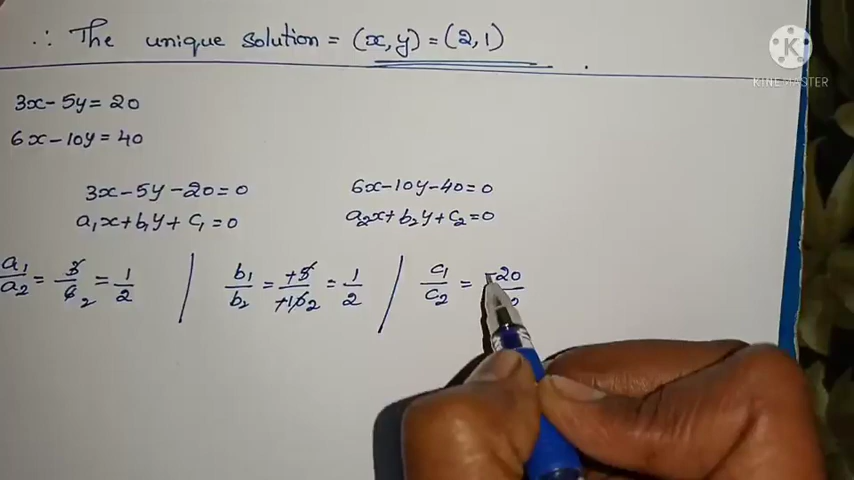 ∴ The unique solution = (x, y) = (2, 1)
K
KINEMASTER
3x - 5y = 20
6x - 10y = 40
3x - 5y - 20 = 0    6x - 10y - 40 = 0
a₁x + b₁y + c₁ = 0    a₂x + b₂y + c₂ = 0
a₁/a₂ = 3/6 2 = 1/2 | b₁/b₂ = +5/+10 2 = 1/2 | c₁/c₂ = -20